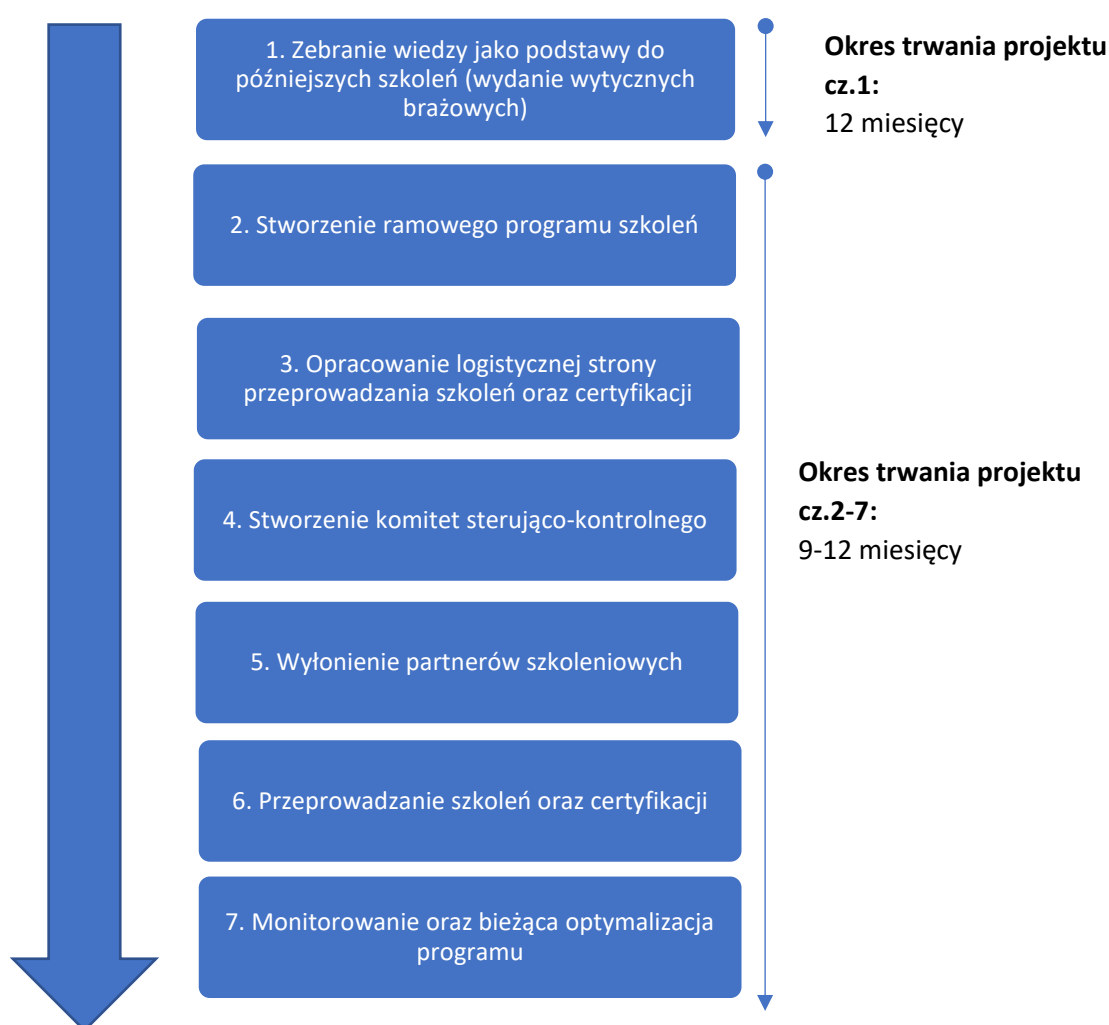 1. Zebranie wiedzy jako podstawy do
późniejszych szkoleń (wydanie wytycznych
brażowych)
Okres trwania projektu
cz.1:
12 miesięcy
2. Stworzenie ramowego programu szkoleń
3. Opracowanie logistycznej strony
przeprowadzania szkoleń oraz certyfikacji
4. Stworzenie komitet sterująco-kontrolnego
Okres trwania projektu
cz.2-7:
9-12 miesięcy
5. Wyłonienie partnerów szkoleniowych
6. Przeprowadzanie szkoleń oraz certyfikacji
7. Monitorowanie oraz bieżąca optymalizacja
programu